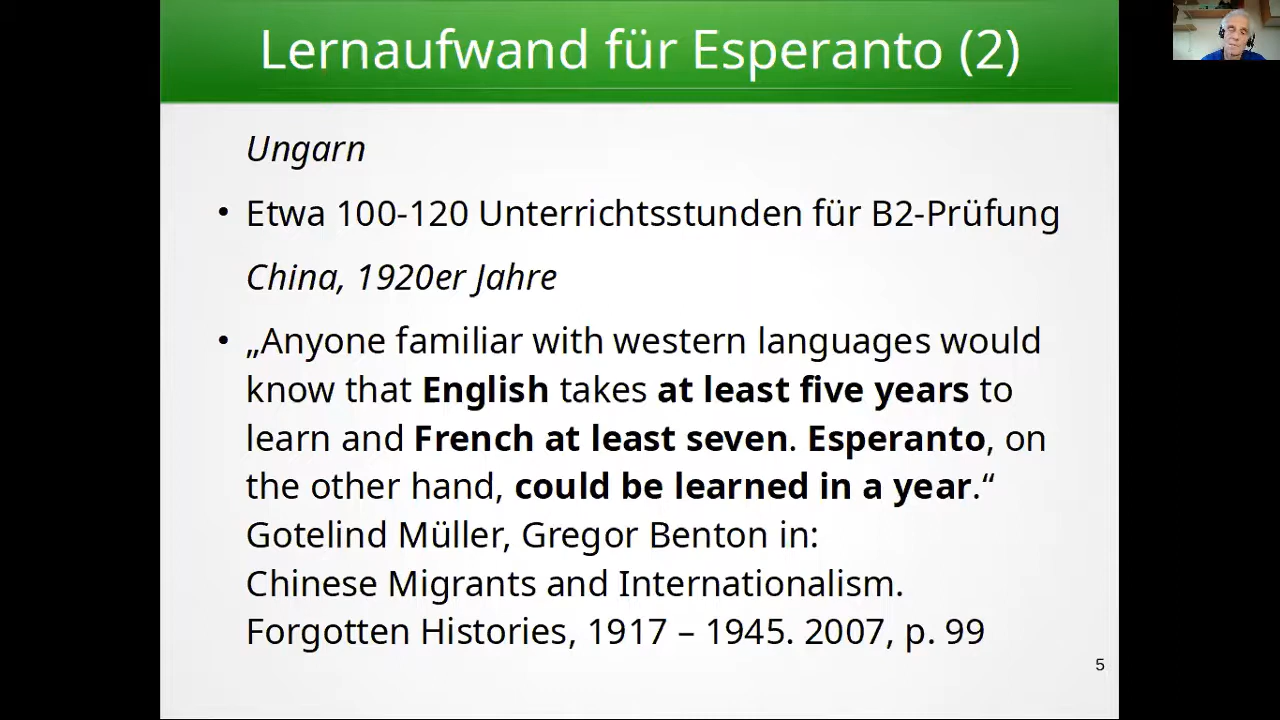 Lernaufwand für Esperanto (2)
Ungarn
• Etwa 100-120 Unterrichtsstunden für B2-Prüfung
China, 1920er Jahre
• „Anyone familiar with western languages would
know that English takes at least five years to
learn and French at least seven. Esperanto, on
the other hand, could be learned in a year.“
Gotelind Müller, Gregor Benton in:
Chinese Migrants and Internationalism.
Forgotten Histories, 1917 – 1945. 2007, p. 99
5